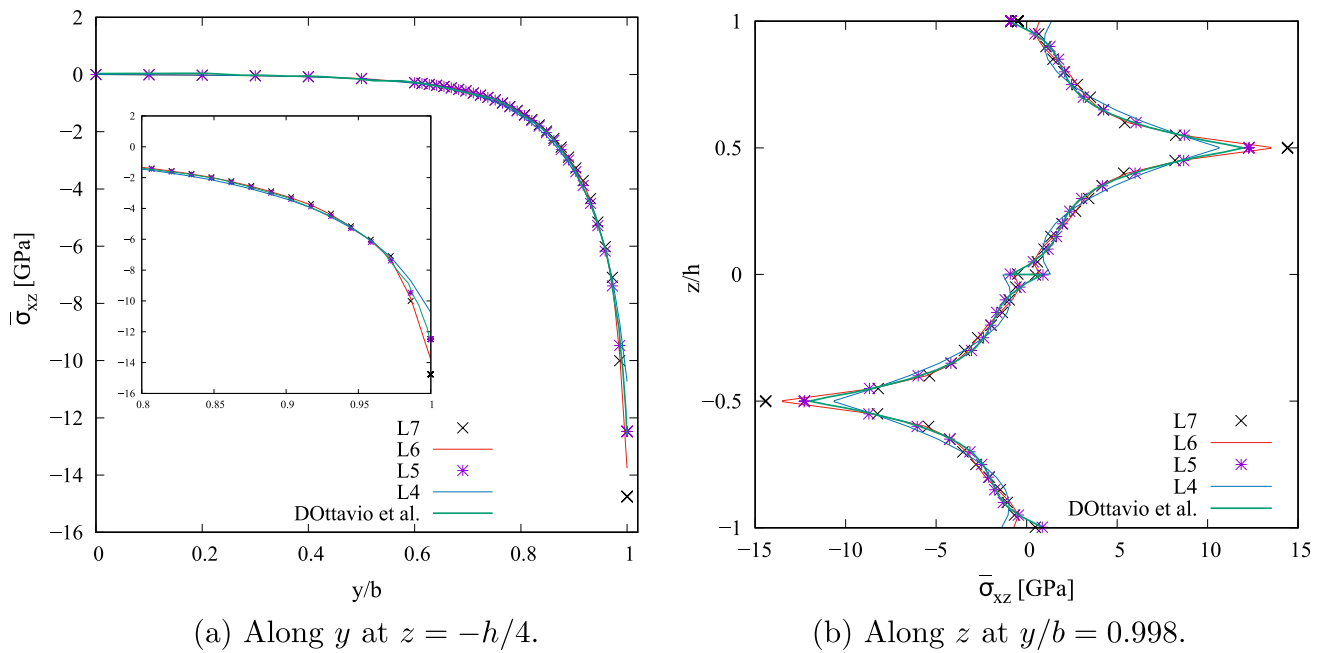 2
0
−2
−4
−6
−8
−10
−12
−14
−16
0
0.2
0.4
0.6
0.8
1
σ̅xz [GPa]
y/b
2
0
−2
−4
−6
−8
−10
−12
−14
−16
0.8
0.85
0.9
0.95
1
L7
L6
L5
L4
DOttavio et al.
(a) Along y at z = −h/4.
1
0.5
0
−0.5
−1
−15
−10
−5
0
5
10
15
z/h
σ̅xz [GPa]
L7
L6
L5
L4
DOttavio et al.
(b) Along z at y/b = 0.998.